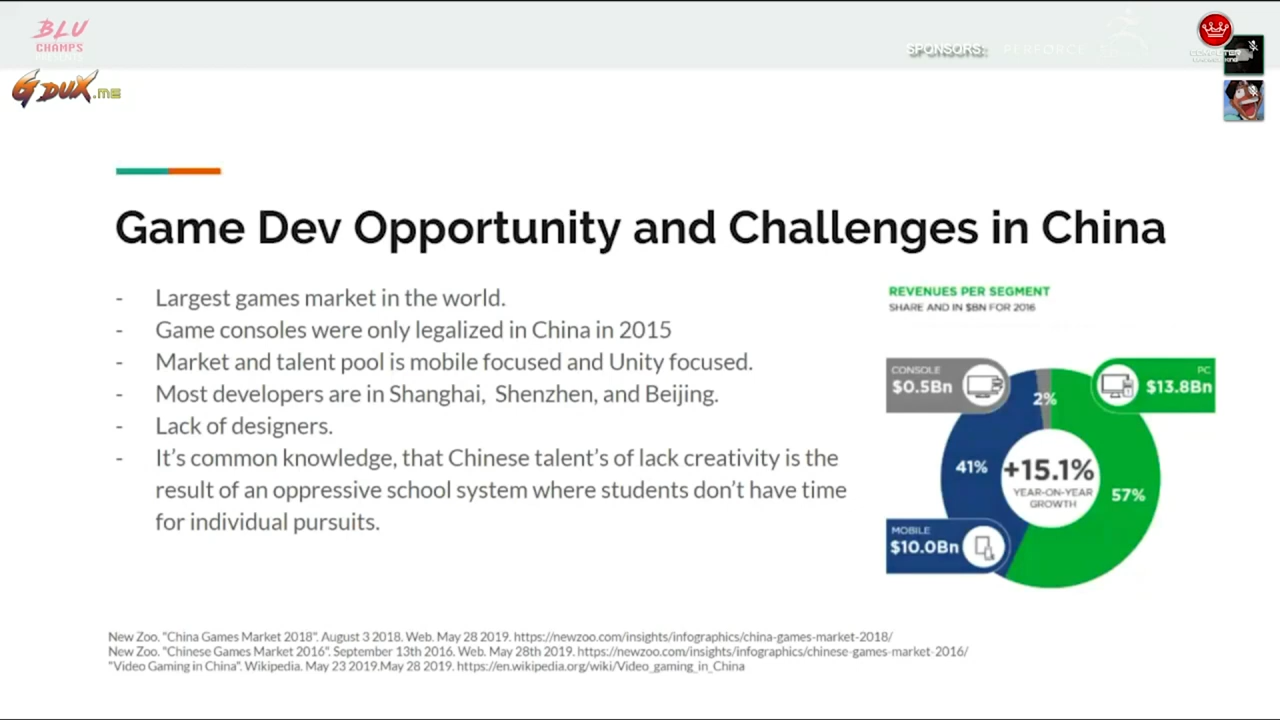 BLU
CHAMPS
PRESENTS
SPONSORS: PERFORCE
G DUX.ME
Game Dev Opportunity and Challenges in China
- Largest games market in the world.
- Game consoles were only legalized in China in 2015
- Market and talent pool is mobile focused and Unity focused.
- Most developers are in Shanghai, Shenzhen, and Beijing.
- Lack of designers.
- It's common knowledge, that Chinese talent's of lack creativity is the
result of an oppressive school system where students don't have time
for individual pursuits.
REVENUES PER SEGMENT
SHARE AND IN $BN FOR 2016
CONSOLE
$0.5Bn
PC
$13.8Bn
2%
41%
57%
+15.1%
YEAR-ON-YEAR
GROWTH
MOBILE
$10.0Bn
New Zoo. "China Games Market 2018". August 3 2018. Web. May 28 2019. https://newzoo.com/insights/infographics/china-games-market-2018/
New Zoo. "Chinese Games Market 2016". September 13th 2016. Web. May 28th 2019. https://newzoo.com/insights/infographics/chinese-games-market-2016/
"Video Gaming in China". Wikipedia. May 23 2019.May 28 2019. https://en.wikipedia.org/wiki/Video_gaming_in_China